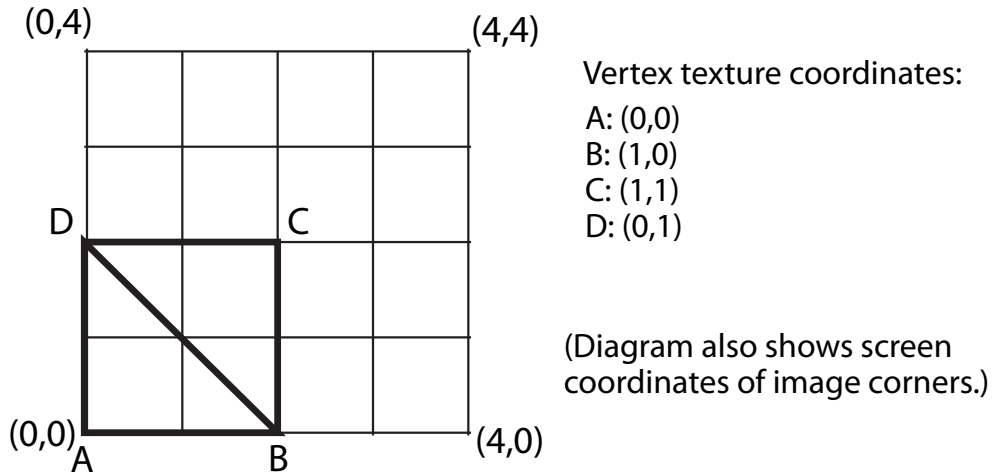 (0,4)
(4,4)
Vertex texture coordinates:
A: (0,0)
B: (1,0)
C: (1,1)
D: (0,1)
D
C
(Diagram also shows screen
coordinates of image corners.)
(0,0)
(4,0)
A
B